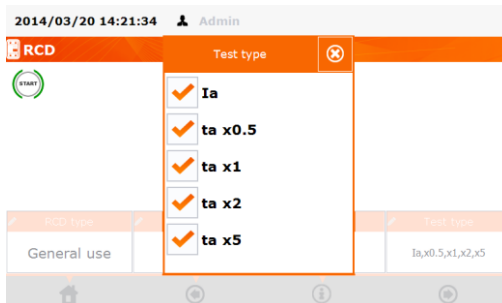 2014/03/20 14:21:34 Admin
RCD
Test type
START
Ia
ta x0.5
ta x1
ta x2
ta x5
RCD type
Test type
General use
Ia,x0.5,x1,x2,x5